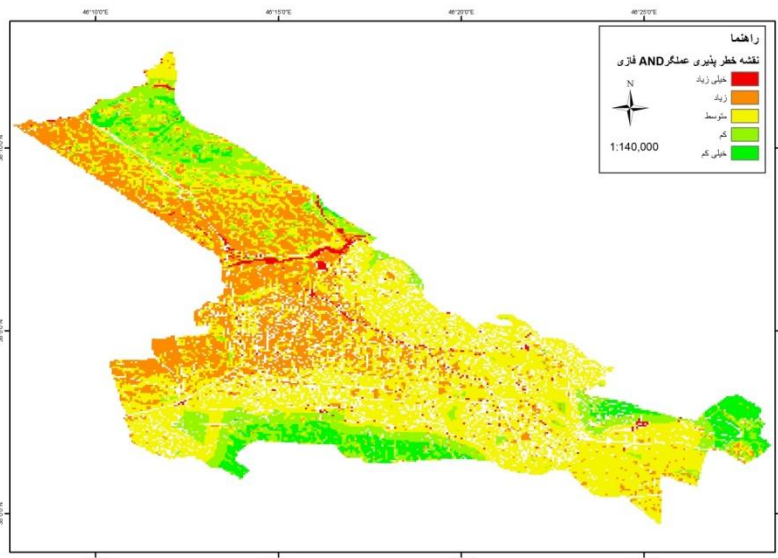 46°10'0"E 46°15'0"E 46°20'0"E 46°25'0"E
راهنما
نقشه خطر پذیری عملگر AND فازی
خیلی زیاد
زیاد
متوسط
کم
خیلی کم
N
1:140,000